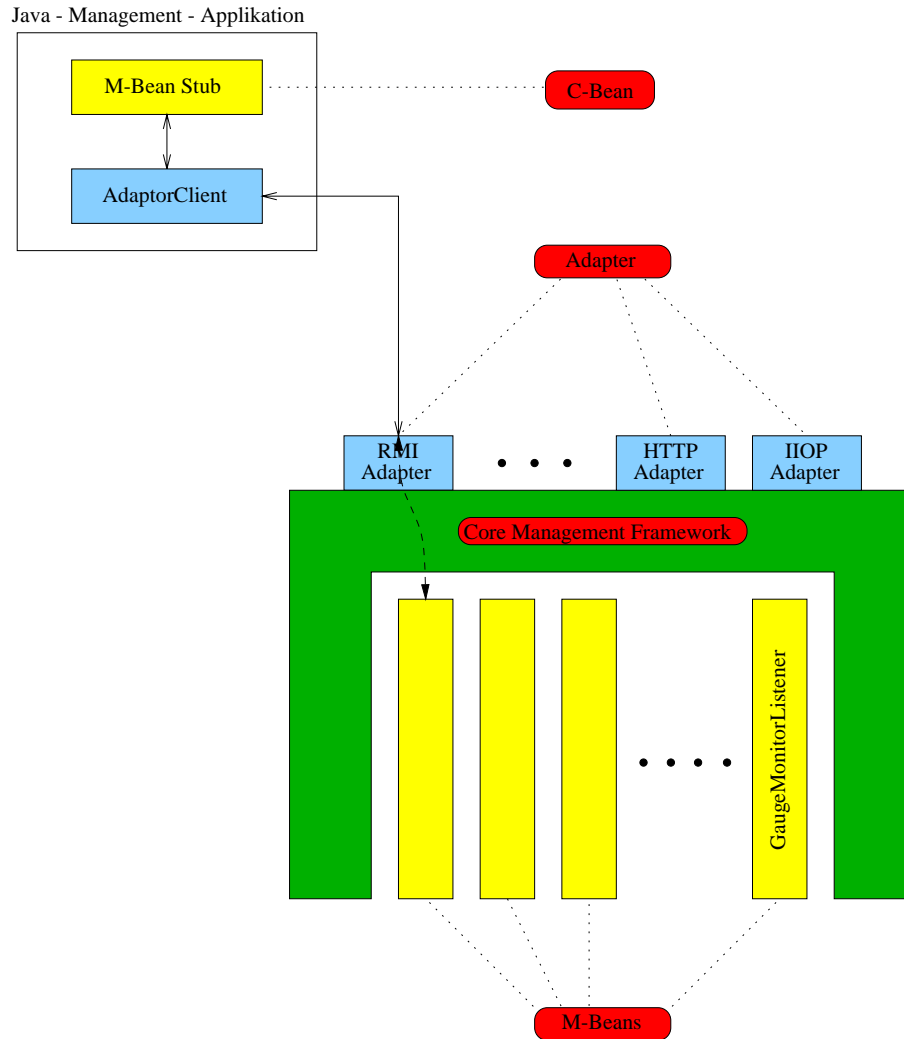 Java - Management - Applikation
M-Bean Stub
C-Bean
AdaptorClient
Adapter
RMI
Adapter
HTTP
Adapter
IIOP
Adapter
Core Management Framework
GaugeMonitorListener
M-Beans